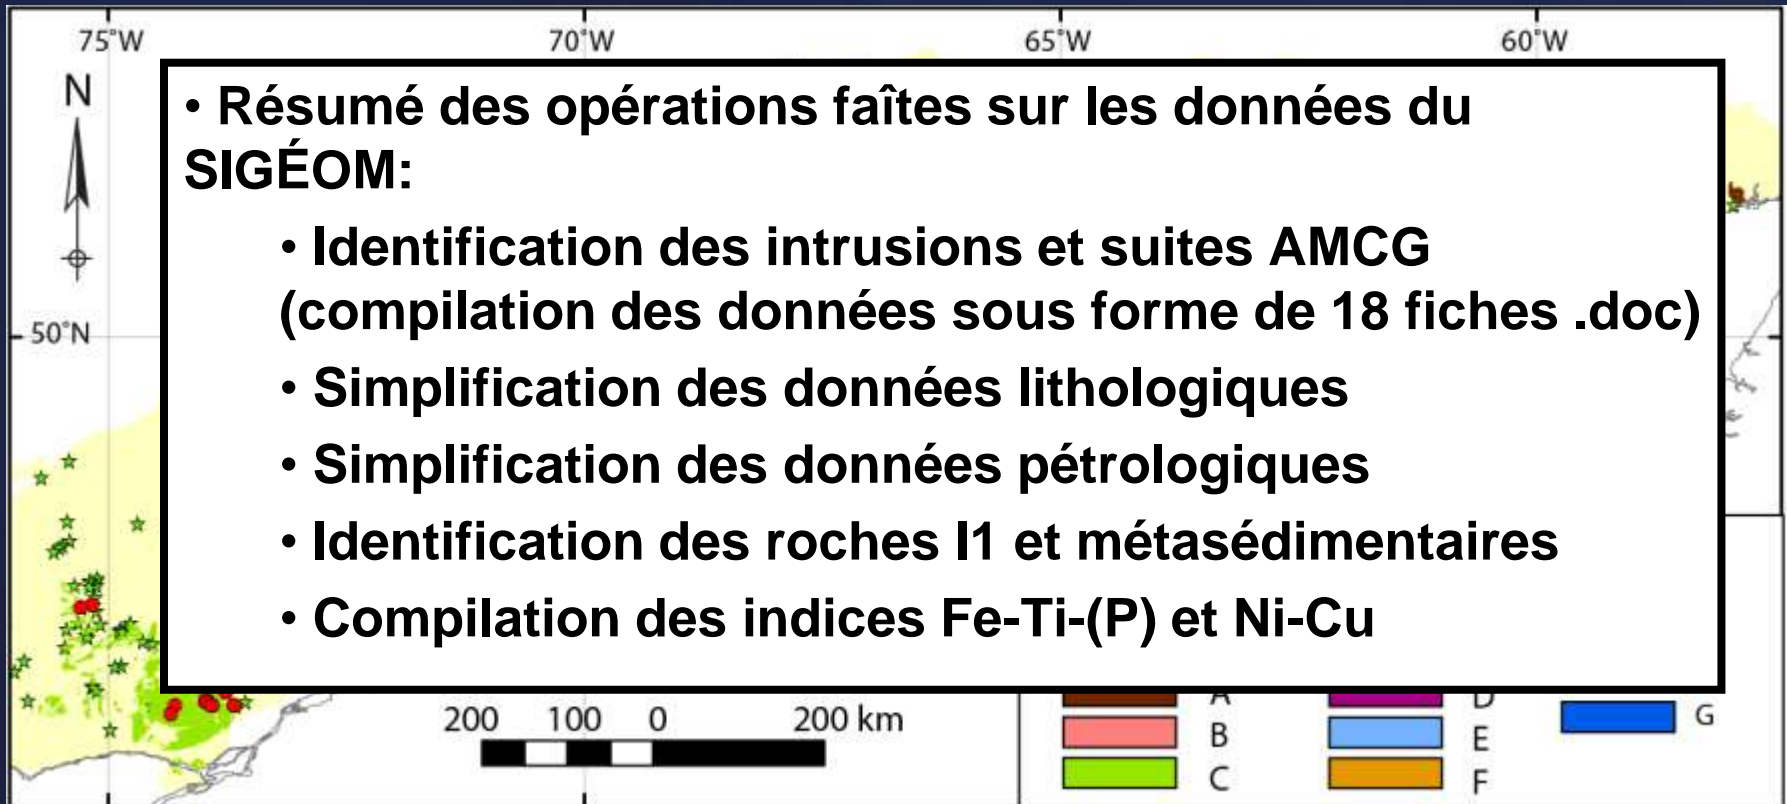 75°W 70°W 65°W 60°W
N
50°N
• Résumé des opérations faîtes sur les données du
SIGÉOM:
• Identification des intrusions et suites AMCG
(compilation des données sous forme de 18 fiches .doc)
• Simplification des données lithologiques
• Simplification des données pétrologiques
• Identification des roches I1 et métasédimentaires
• Compilation des indices Fe-Ti-(P) et Ni-Cu
200 100 0 200 km
A D G
B E
C F